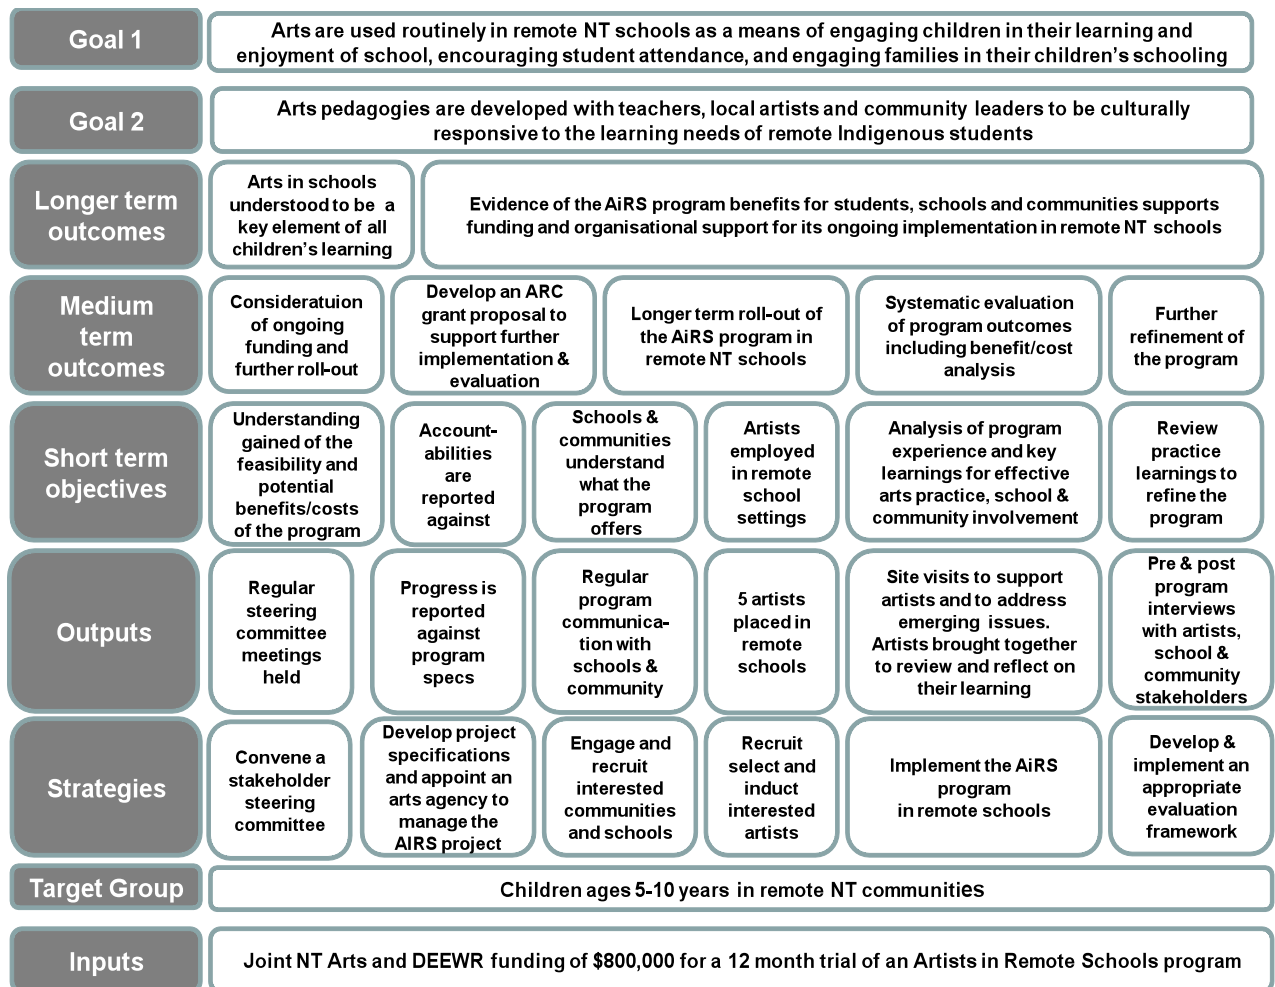 Goal 1
Arts are used routinely in remote NT schools as a means of engaging children in their learning and
enjoyment of school, encouraging student attendance, and engaging families in their children's schooling
Goal 2
Arts pedagogies are developed with teachers, local artists and community leaders to be culturally
responsive to the learning needs of remote Indigenous students
Longer term
outcomes
Arts in schools
understood to be a
key element of all
children's learning
Evidence of the AiRS program benefits for students, schools and communities supports
funding and organisational support for its ongoing implementation in remote NT schools
Medium
term
outcomes
Consideratuion
of ongoing
funding and
further roll-out
Develop an ARC
grant proposal to
support further
implementation &
evaluation
Longer term roll-out of
the AiRS program in
remote NT schools
Systematic evaluation
of program outcomes
including benefit/cost
analysis
Further
refinement of
the program
Short term
objectives
Understanding
gained of the
feasibility and
potential
benefits/costs
of the program
Account-
abilities
are
reported
against
Schools &
communities
understand
what the
program
offers
Artists
employed
in remote
school
settings
Analysis of program
experience and key
learnings for effective
arts practice, school &
community involvement
Review
practice
learnings to
refine the
program
Outputs
Regular
steering
committee
meetings
held
Progress is
reported
against
program
specs
Regular
program
communica-
tion with
schools &
community
5 artists
placed in
remote
schools
Site visits to support
artists and to address
emerging issues.
Artists brought together
to review and reflect on
their learning
Pre & post
program
interviews
with artists,
school &
community
stakeholders
Strategies
Convene a
stakeholder
steering
committee
Develop project
specifications
and appoint an
arts agency to
manage the
AIRS project
Engage and
recruit
interested
communities
and schools
Recruit
select and
induct
interested
artists
Implement the AiRS
program
in remote schools
Develop &
implement an
appropriate
evaluation
framework
Target Group
Children ages 5-10 years in remote NT communities
Inputs
Joint NT Arts and DEEWR funding of $800,000 for a 12 month trial of an Artists in Remote Schools program